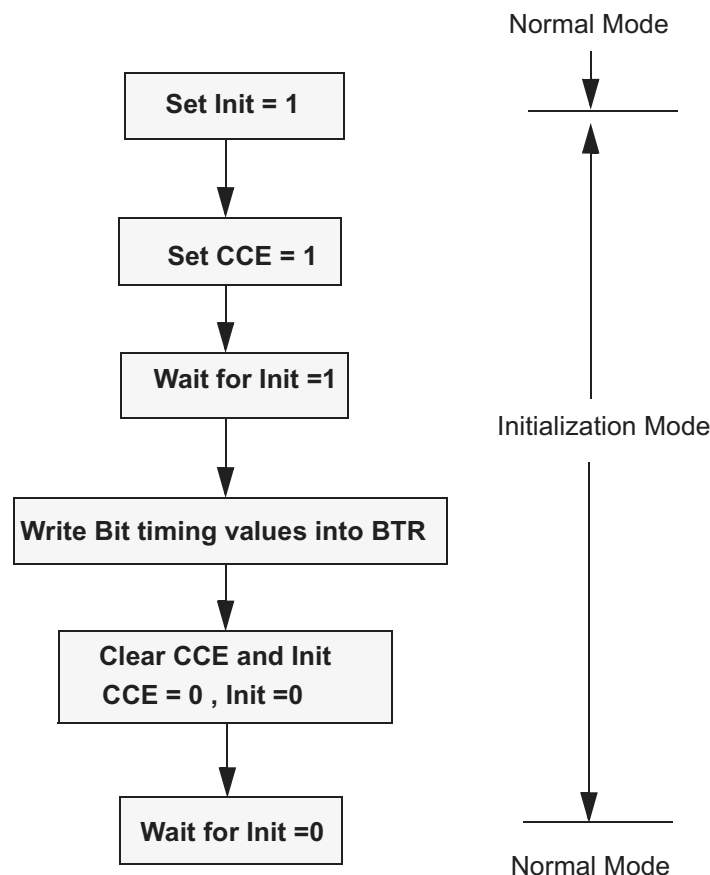 Normal Mode
Set Init = 1
Set CCE = 1
Wait for Init =1
Initialization Mode
Write Bit timing values into BTR
Clear CCE and Init
CCE = 0 , Init =0
Wait for Init =0
Normal Mode